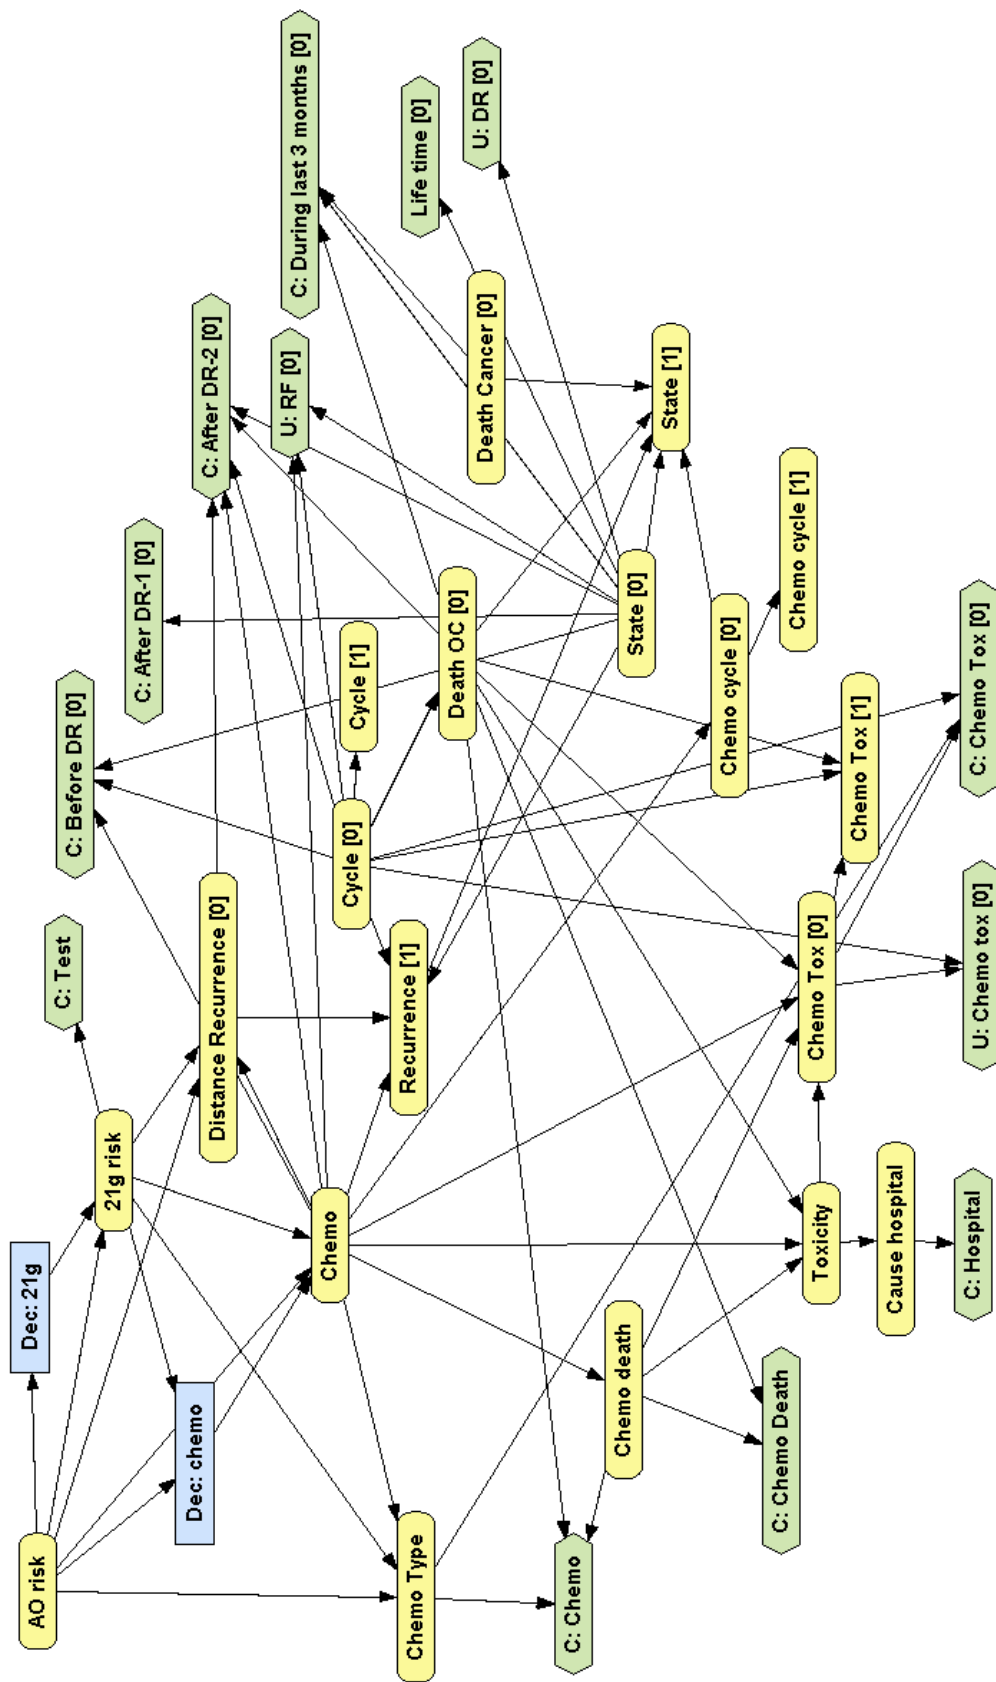 AO risk
Dec: 21g
21g risk
C: Test
C: Before DR [0]
C: After DR-1 [0]
C: After DR-2 [0]
U: RF [0]
C: During last 3 months [0]
Dec: chemo
Distance Recurrence [0]
Chemo
Cycle [0]
Cycle [1]
Life time [0]
U: DR [0]
Chemo Type
Recurrence [1]
Death OC [0]
Death Cancer [0]
C: Chemo
Chemo death
State [0]
State [1]
Chemo cycle [0]
Chemo cycle [1]
C: Chemo Death
Toxicity
Chemo Tox [0]
Chemo Tox [1]
Cause hospital
C: Hospital
U: Chemo tox [0]
C: Chemo Tox [0]